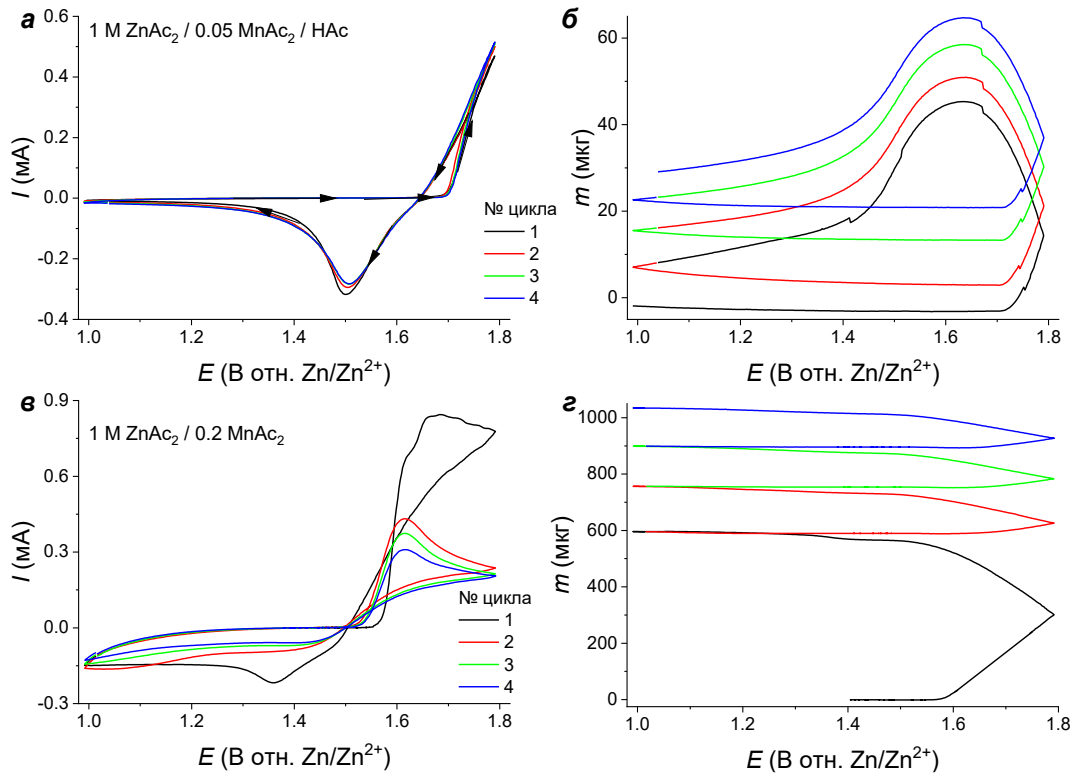 а
1 M ZnAc2 / 0.05 MnAc2 / HAc
I (мА)
0.6
0.4
0.2
0.0
-0.2
-0.4
1.0 1.2 1.4 1.6 1.8
E (В отн. Zn/Zn2+)
№ цикла
1
2
3
4
б
m (мкг)
60
40
20
0
1.0 1.2 1.4 1.6 1.8
E (В отн. Zn/Zn2+)
в
1 M ZnAc2 / 0.2 MnAc2
I (мА)
0.9
0.6
0.3
0.0
-0.3
1.0 1.2 1.4 1.6 1.8
E (В отн. Zn/Zn2+)
№ цикла
1
2
3
4
г
m (мкг)
1000
800
600
400
200
0
1.0 1.2 1.4 1.6 1.8
E (В отн. Zn/Zn2+)